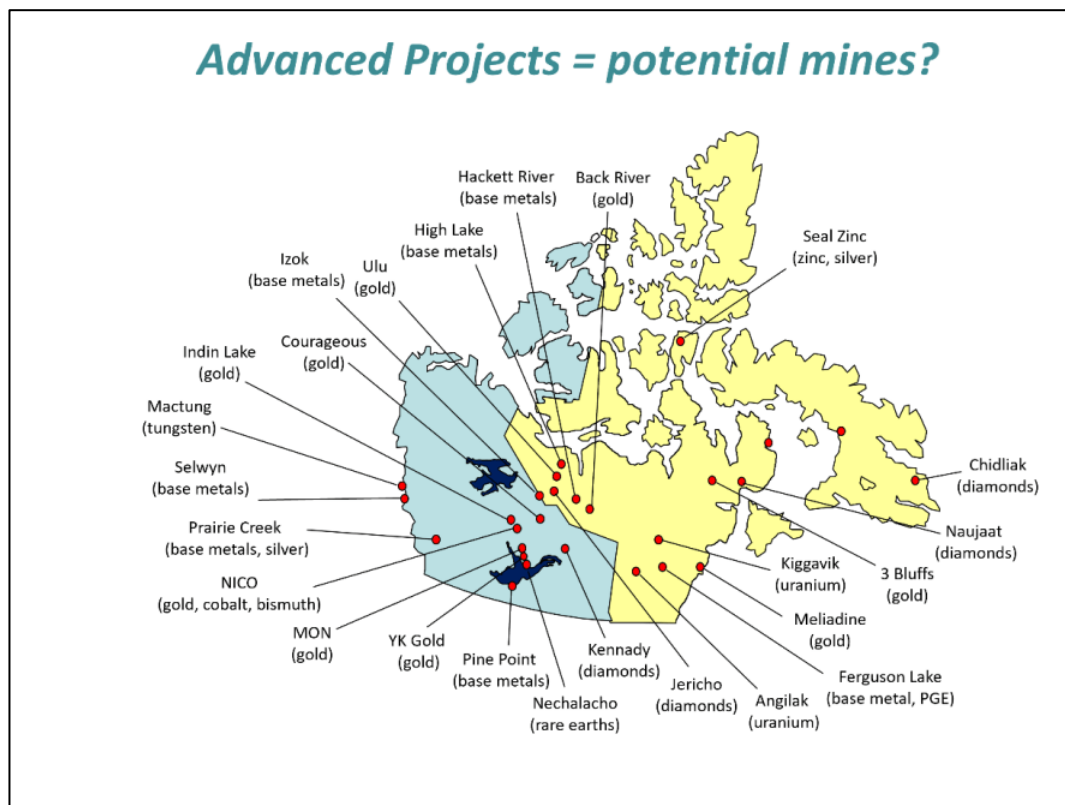 Advanced Projects = potential mines?
Hackett River
(base metals)
Back River
(gold)
High Lake
(base metals)
Seal Zinc
(zinc, silver)
Izok
(base metals)
Ulu
(gold)
Courageous
(gold)
Indin Lake
(gold)
Mactung
(tungsten)
Selwyn
(base metals)
Chidliak
(diamonds)
Prairie Creek
(base metals, silver)
Naujaat
(diamonds)
Kiggavik
(uranium)
3 Bluffs
(gold)
NICO
(gold, cobalt, bismuth)
Meliadine
(gold)
MON
(gold)
YK Gold
(gold)
Pine Point
(base metals)
Kennady
(diamonds)
Nechalacho
(rare earths)
Jericho
(diamonds)
Angilak
(uranium)
Ferguson Lake
(base metal, PGE)